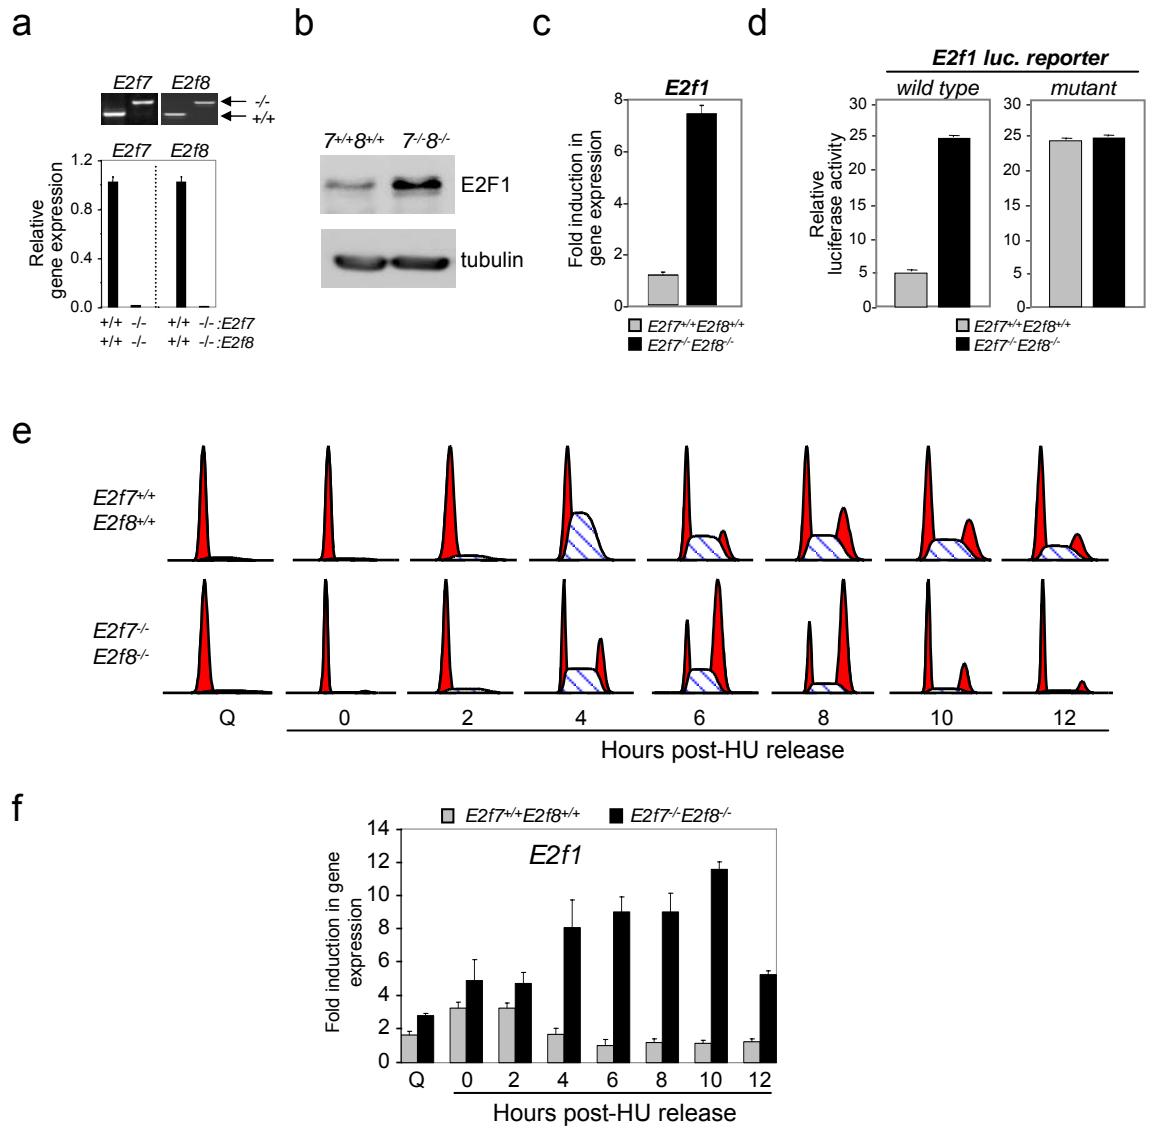 a
E2f7 E2f8
-/-
+/+
E2f7 E2f8
1.2
0.8
0.4
0.0
Relative
gene expression
+/+ -/- +/+ -/- :E2f7
+/+ -/- +/+ -/- :E2f8
b
7+/+8+/+ 7-/-8-/-
E2F1
tubulin
c
E2f1
8
6
4
2
0
Fold induction in
gene expression
E2f7+/+E2f8+/+
E2f7-/-E2f8-/-
d
E2f1 luc. reporter
wild type mutant
30 30
25 25
20 20
15 15
10 10
5 5
0 0
Relative
luciferase activity
E2f7+/+E2f8+/+
E2f7-/-E2f8-/-
e
E2f7+/+
E2f8+/+
E2f7-/-
E2f8-/-
Q 0 2 4 6 8 10 12
Hours post-HU release
f
E2f7+/+E2f8+/+ E2f7-/-E2f8-/-
E2f1
14
12
10
8
6
4
2
0
Fold induction in gene
expression
Q 0 2 4 6 8 10 12
Hours post-HU release